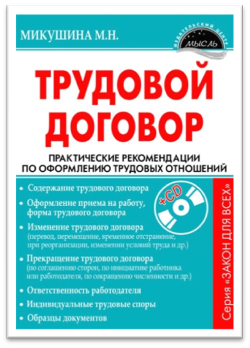 МИКУШИНА М.Н.
издательский центр
МЫСЛЬ
ТРУДОВОЙ
ДОГОВОР
ПРАКТИЧЕСКИЕ РЕКОМЕНДАЦИИ
ПО ОФОРМЛЕНИЮ ТРУДОВЫХ ОТНОШЕНИЙ
• Содержание трудового договора
• Оформление приема на работу,
форма трудового договора
+CD
• Изменение трудового договора
(перевод, перемещение, временное отстранение,
при реорганизации, изменении условий труда и др.)
• Прекращение трудового договора
(по соглашению сторон, по инициативе работника
или работодателя, по сокращению численности и др.)
• Ответственность работодателя
• Индивидуальные трудовые споры
• Образцы документов
Серия «ЗАКОН ДЛЯ ВСЕХ»